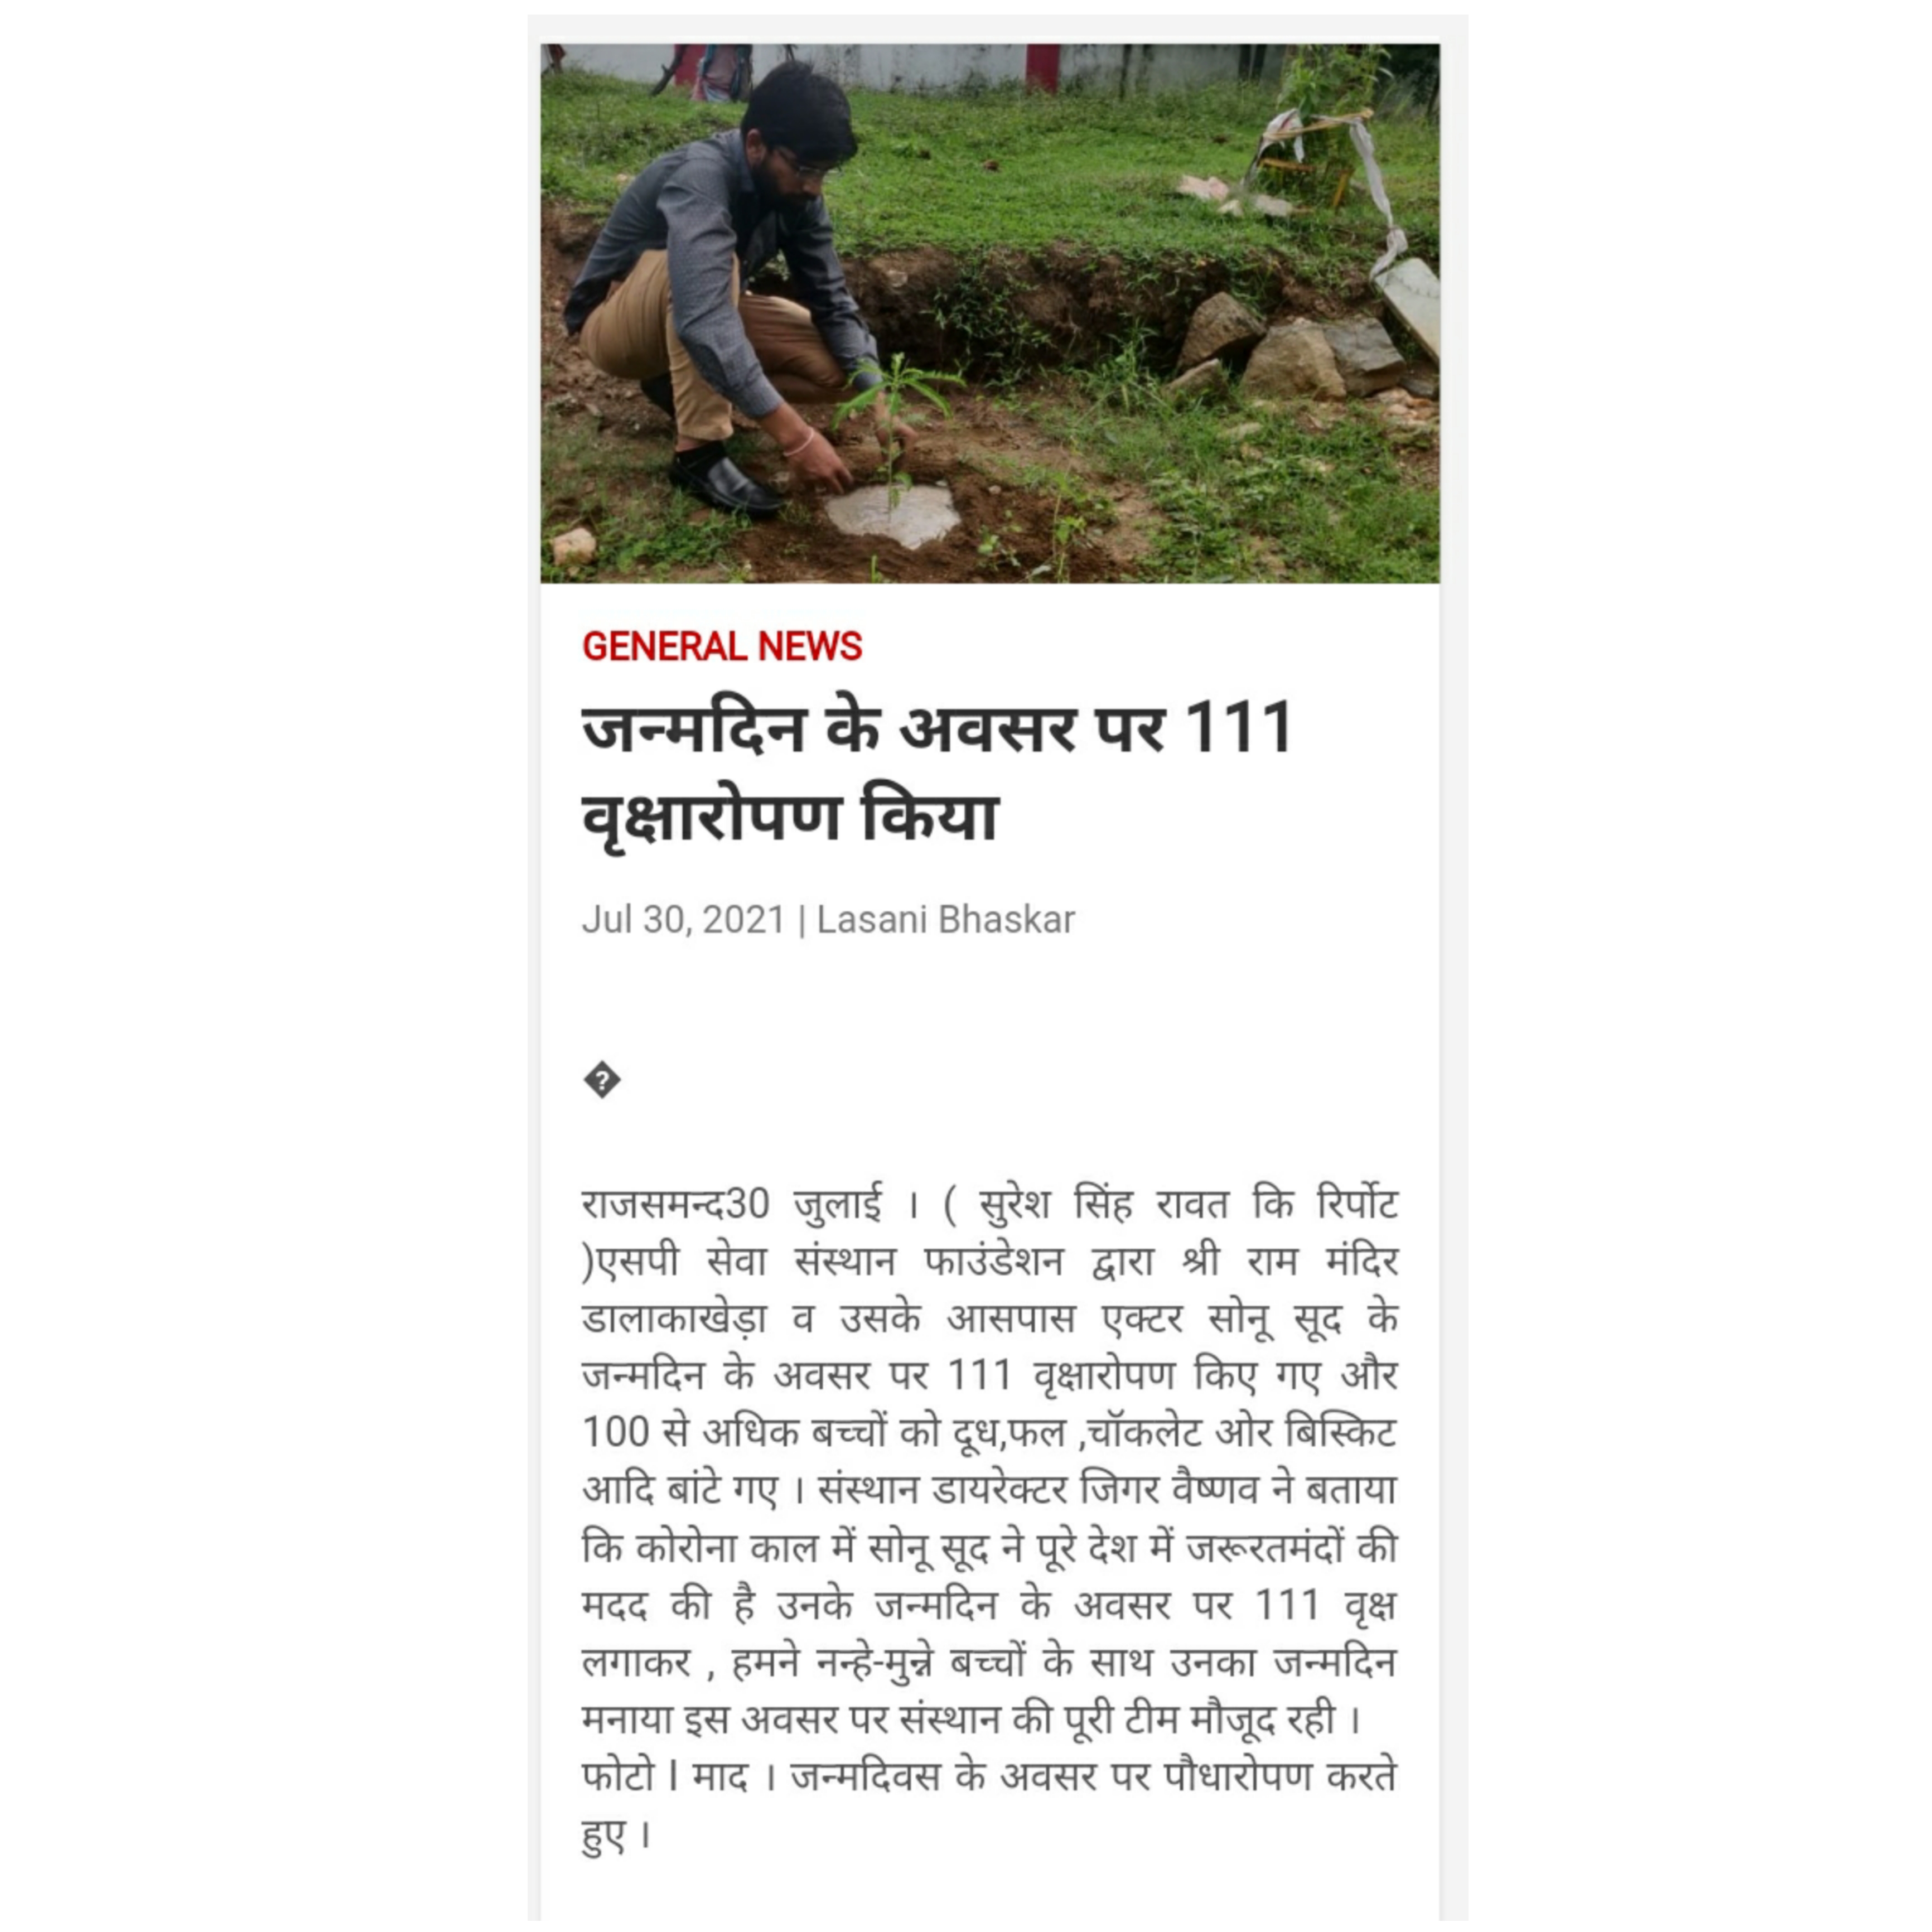 GENERAL NEWS
जन्मदिन के अवसर पर 111
वृक्षारोपण किया
Jul 30, 2021 | Lasani Bhaskar
�
राजसमन्द30 जुलाई । ( सुरेश सिंह रावत कि रिर्पोट
)एसपी सेवा संस्थान फाउंडेशन द्वारा श्री राम मंदिर
डालाकाखेड़ा व उसके आसपास एक्टर सोनू सूद के
जन्मदिन के अवसर पर 111 वृक्षारोपण किए गए और
100 से अधिक बच्चों को दूध,फल ,चॉकलेट ओर बिस्किट
आदि बांटे गए । संस्थान डायरेक्टर जिगर वैष्णव ने बताया
कि कोरोना काल में सोनू सूद ने पूरे देश में जरूरतमंदों की
मदद की है उनके जन्मदिन के अवसर पर 111 वृक्ष
लगाकर , हमने नन्हे-मुन्ने बच्चों के साथ उनका जन्मदिन
मनाया इस अवसर पर संस्थान की पूरी टीम मौजूद रही ।
फोटो l माद । जन्मदिवस के अवसर पर पौधारोपण करते
हुए ।